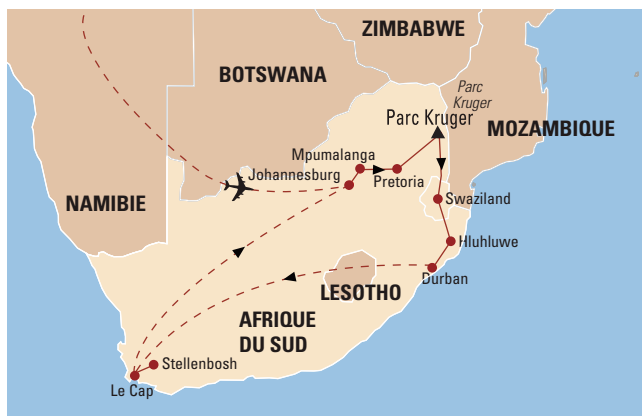 ZIMBABWE
BOTSWANA
Parc
Kruger
Parc Kruger
MOZAMBIQUE
Mpumalanga
Johannesburg
Pretoria
NAMIBIE
Swaziland
Hluhluwe
Durban
LESOTHO
AFRIQUE
DU SUD
Stellenbosh
Le Cap